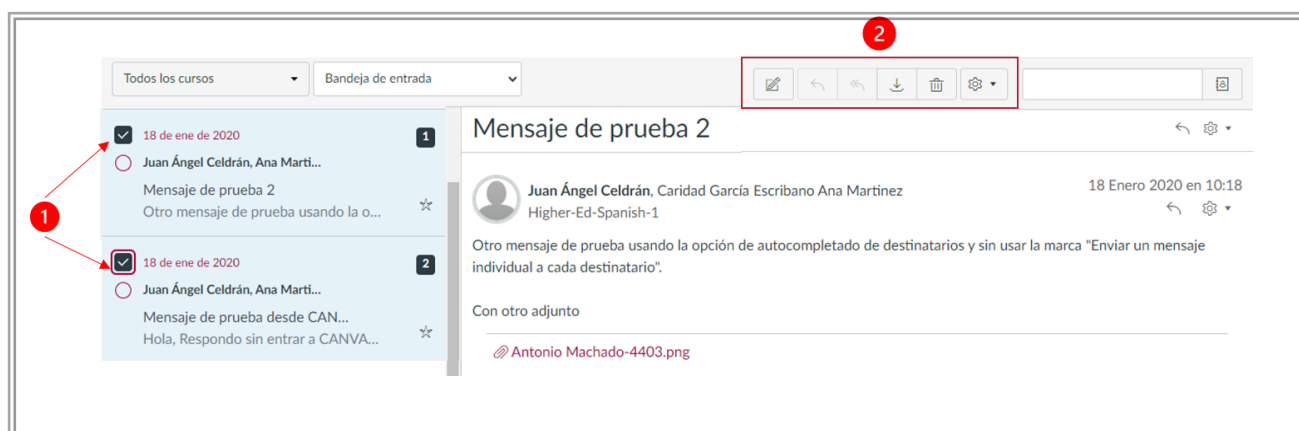 2
Todos los cursos
Bandeja de entrada
18 de ene de 2020
1
Juan Ángel Celdrán, Ana Marti...
Mensaje de prueba 2
Otro mensaje de prueba usando la o...
1
18 de ene de 2020
2
Juan Ángel Celdrán, Ana Marti...
Mensaje de prueba desde CAN...
Hola, Respondo sin entrar a CANVA...
Mensaje de prueba 2
Juan Ángel Celdrán, Caridad García Escribano Ana Martinez
18 Enero 2020 en 10:18
Higher-Ed-Spanish-1
Otro mensaje de prueba usando la opción de autocompletado de destinatarios y sin usar la marca "Enviar un mensaje
individual a cada destinatario".
Con otro adjunto
Antonio Machado-4403.png